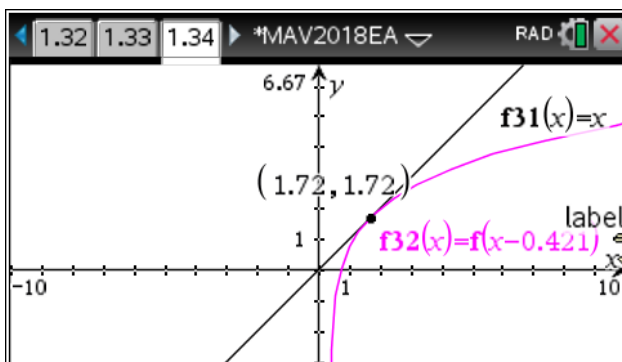 1.32 1.33 1.34 *MAV2018EA RAD
6.67 y
f31(x)=x
(1.72,1.72)
label
1 f32(x)=f(x-0.421)
x
-10 1 10